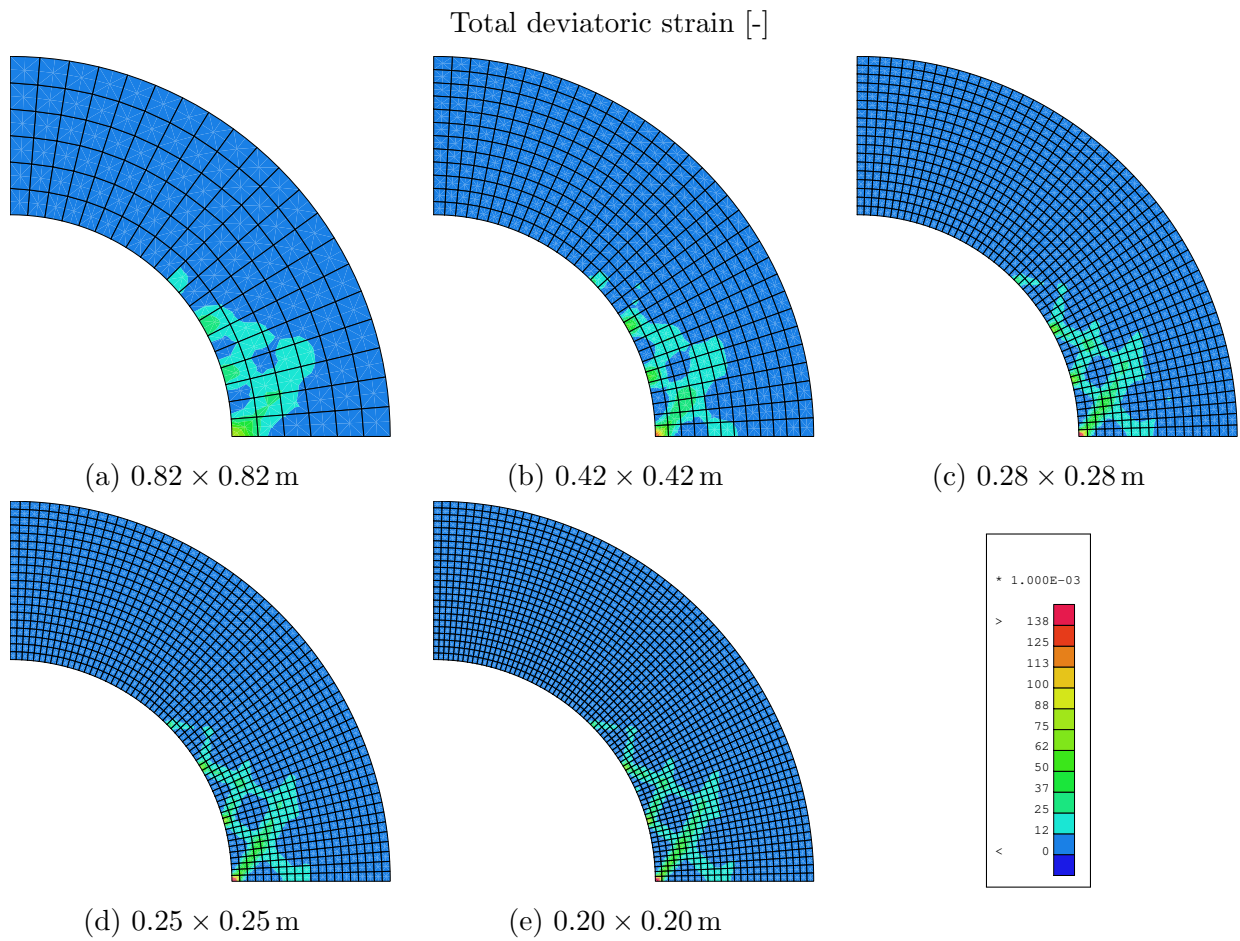 Total deviatoric strain [-]
(a) 0.82 × 0.82 m
(b) 0.42 × 0.42 m
(c) 0.28 × 0.28 m
* 1.000E-03
> 138
125
113
100
88
75
62
50
37
25
12
< 0
(d) 0.25 × 0.25 m
(e) 0.20 × 0.20 m